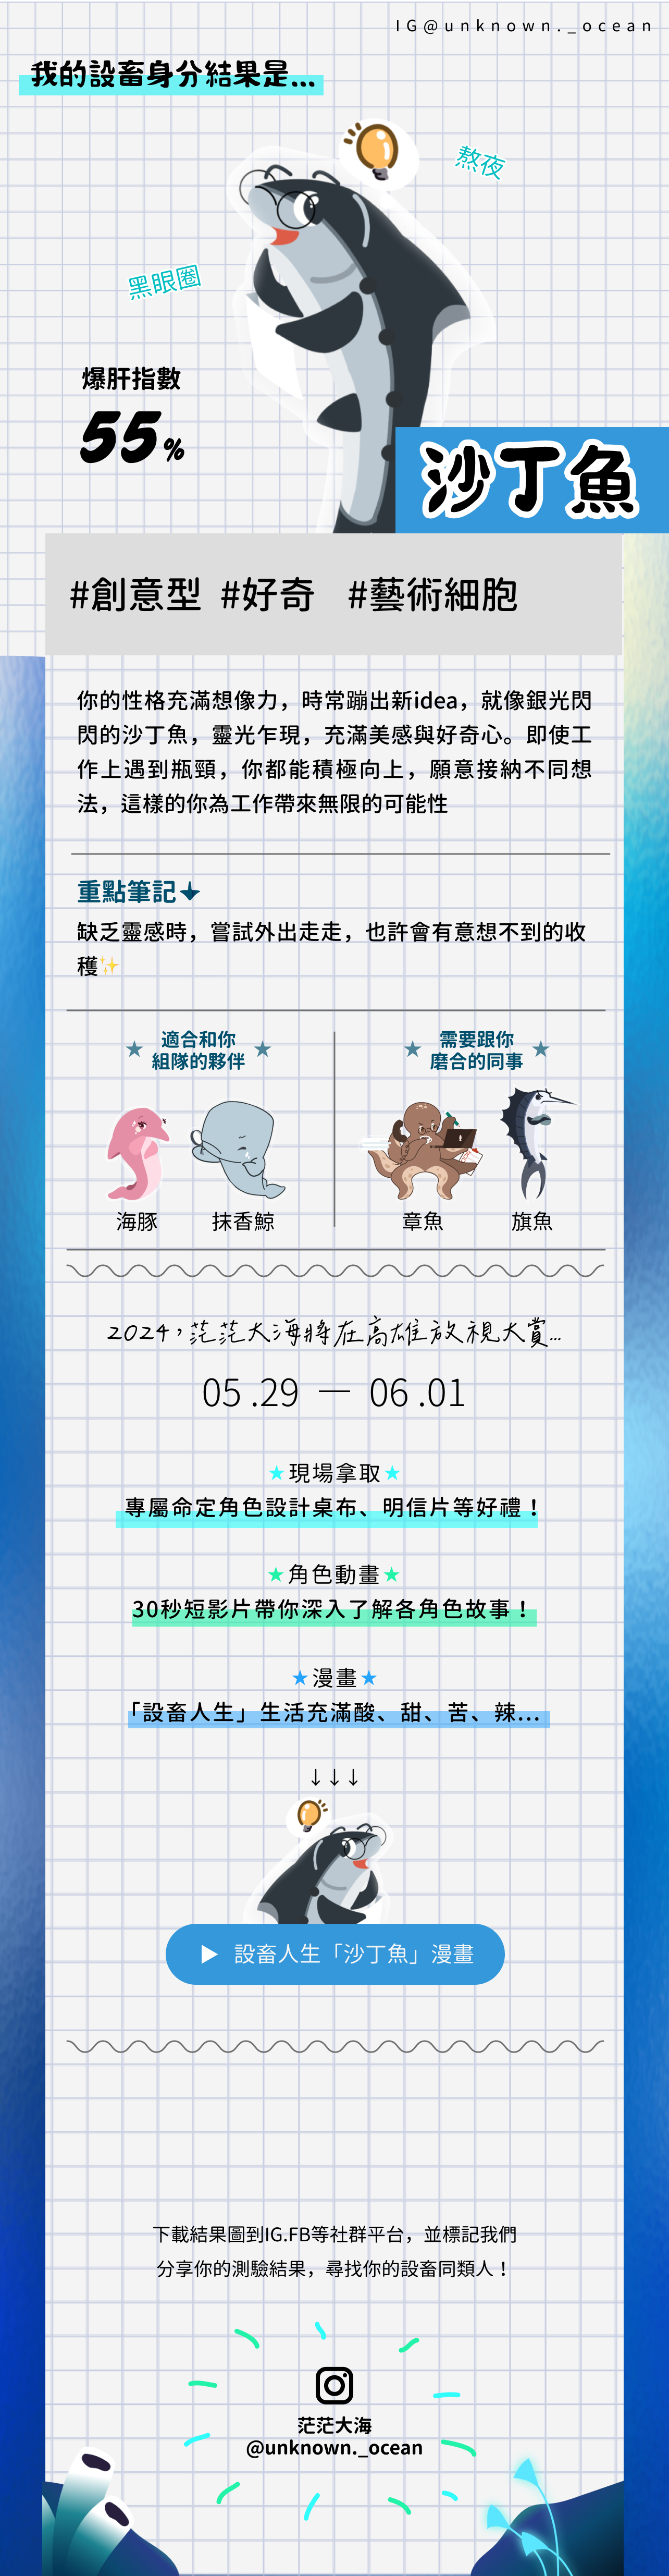 IG@unknown._ocean
我的設畜身分結果是...
熬夜
黑眼圈
爆肝指數
55%
沙丁魚
#創意型 #好奇 #藝術細胞
你的性格充滿想像力，時常蹦出新idea，就像銀光閃
閃的沙丁魚，靈光乍現，充滿美感與好奇心。即使工
作上遇到瓶頸，你都能積極向上，願意接納不同想
法，這樣的你為工作帶來無限的可能性
重點筆記
缺乏靈感時，嘗試外出走走，也許會有意想不到的收
穫✨
★ 適合和你 ★
組隊的夥伴
★ 需要跟你 ★
磨合的同事
海豚 抹香鯨 章魚 旗魚
2024，茫茫大海將在高雄放視大賞...
05 .29 — 06 .01
★現場拿取★
專屬命定角色設計桌布、明信片等好禮！
★角色動畫★
30秒短影片帶你深入了解各角色故事！
★漫畫★
「設畜人生」生活充滿酸、甜、苦、辣...
↓↓↓
▶ 設畜人生「沙丁魚」漫畫
下載結果圖到IG.FB等社群平台，並標記我們
分享你的測驗結果，尋找你的設畜同類人！
茫茫大海
@unknown._ocean